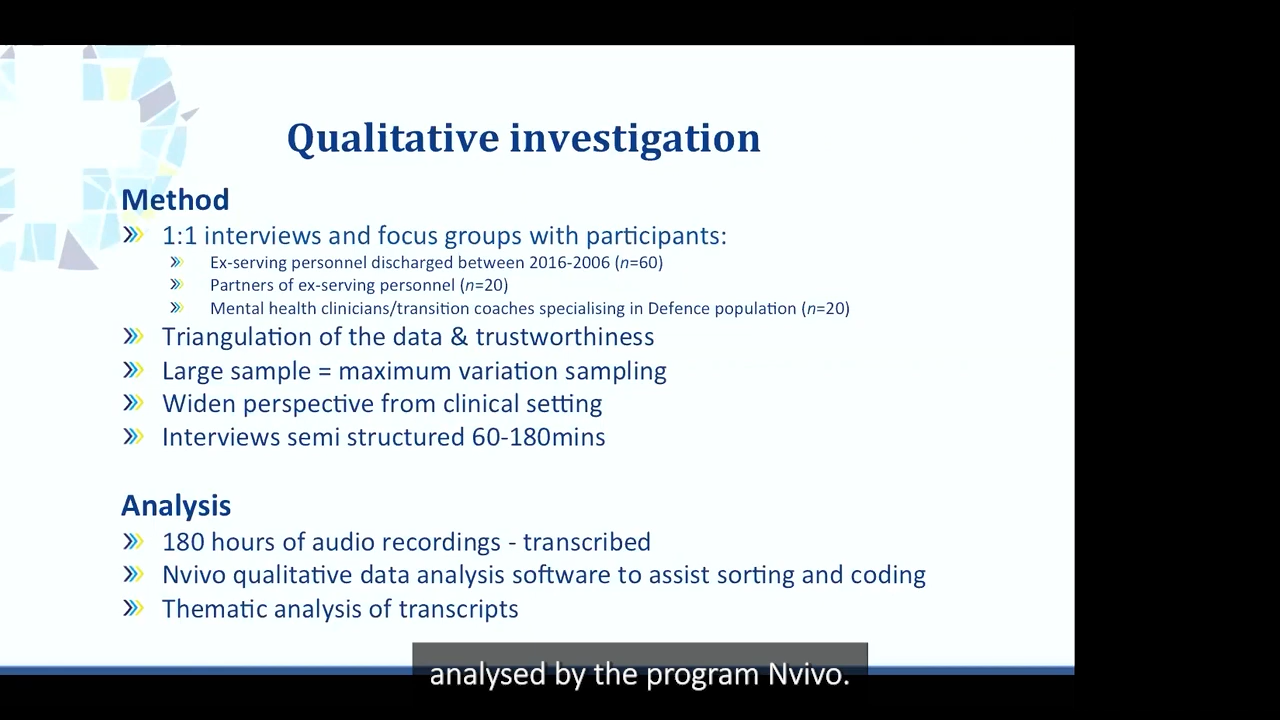 Qualitative investigation
Method
1:1 interviews and focus groups with participants:
Ex-serving personnel discharged between 2016-2006 (n=60)
Partners of ex-serving personnel (n=20)
Mental health clinicians/transition coaches specialising in Defence population (n=20)
Triangulation of the data & trustworthiness
Large sample = maximum variation sampling
Widen perspective from clinical setting
Interviews semi structured 60-180mins
Analysis
180 hours of audio recordings - transcribed
Nvivo qualitative data analysis software to assist sorting and coding
Thematic analysis of transcripts
analysed by the program Nvivo.